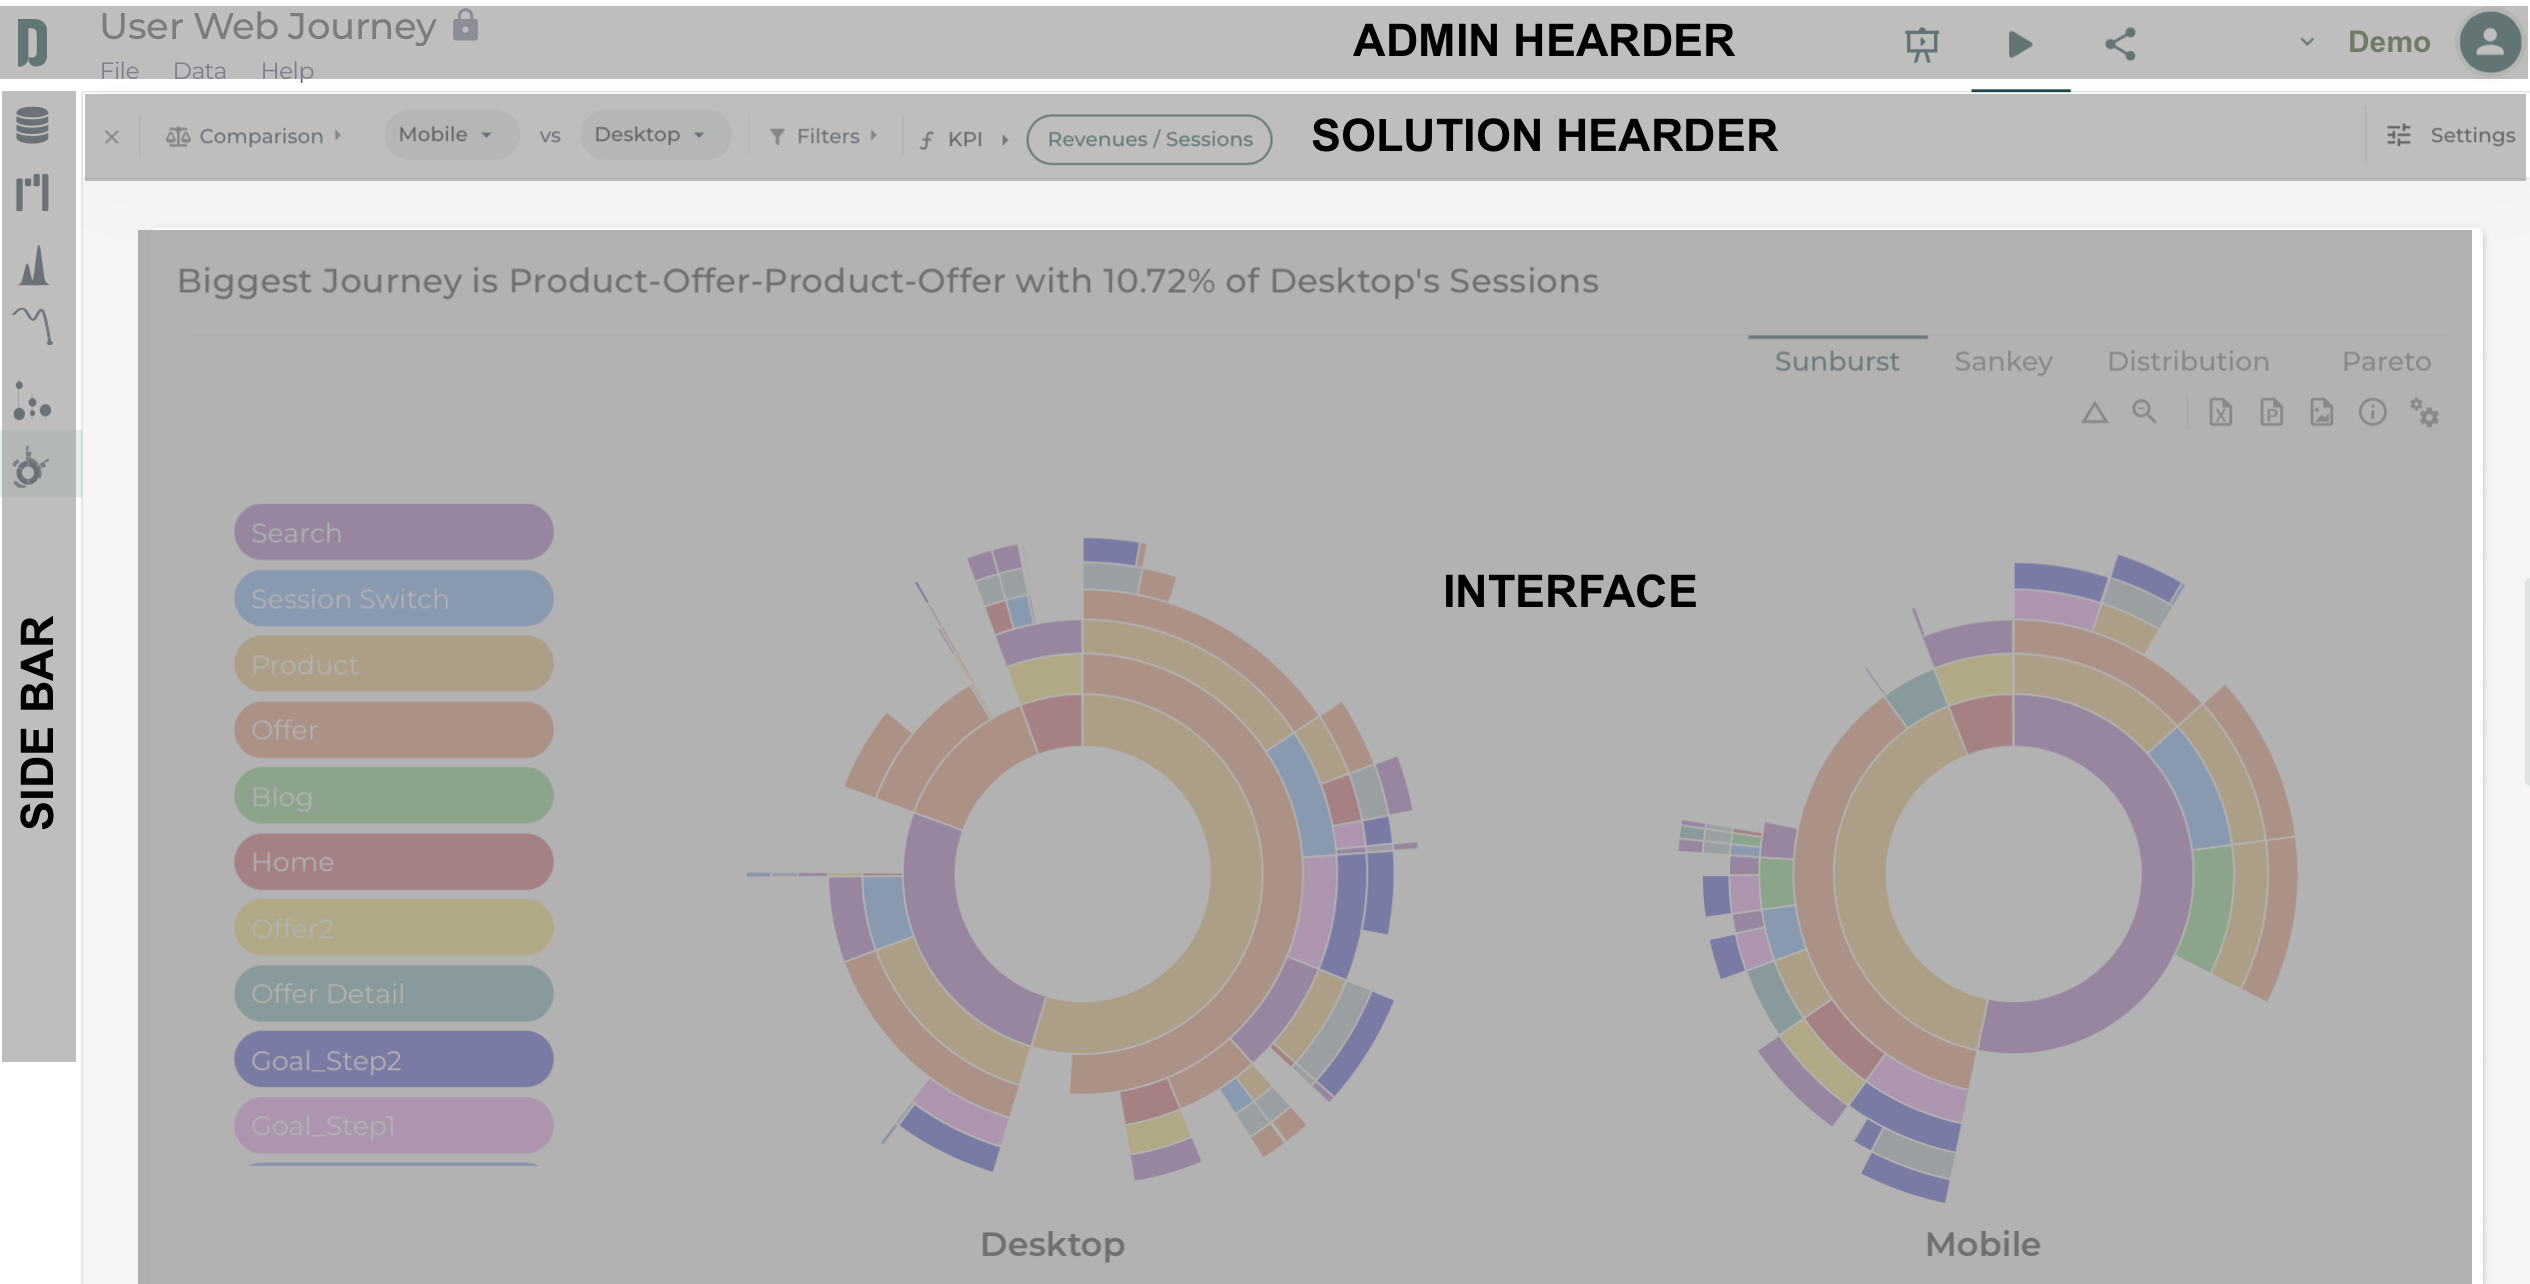 User Web Journey
ADMIN HEARDER
Demo
File Data Help
Comparison Mobile vs Desktop Filters f KPI Revenues / Sessions SOLUTION HEARDER Settings
SIDE BAR
Biggest Journey is Product-Offer-Product-Offer with 10.72% of Desktop's Sessions
Sunburst Sankey Distribution Pareto
INTERFACE
Search
Session Switch
Product
Offer
Blog
Home
Offer2
Offer Detail
Goal_Step2
Goal_Step1
Desktop Mobile